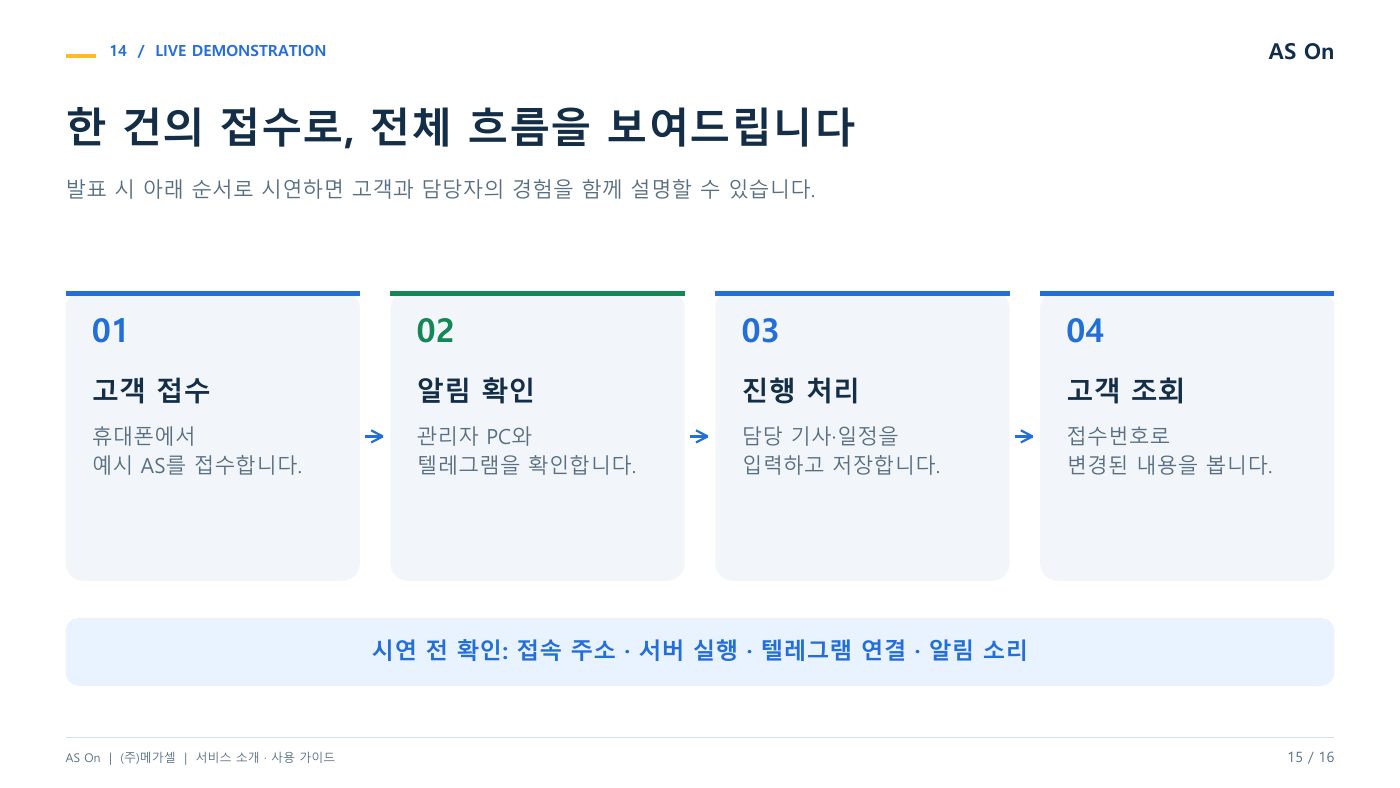 14 / LIVE DEMONSTRATION
AS On
한 건의 접수로, 전체 흐름을 보여드립니다
발표 시 아래 순서로 시연하면 고객과 담당자의 경험을 함께 설명할 수 있습니다.
01
고객 접수
휴대폰에서
예시 AS를 접수합니다.
→
02
알림 확인
관리자 PC와
텔레그램을 확인합니다.
→
03
진행 처리
담당 기사·일정을
입력하고 저장합니다.
→
04
고객 조회
접수번호로
변경된 내용을 봅니다.
시연 전 확인: 접속 주소 · 서버 실행 · 텔레그램 연결 · 알림 소리
AS On | (주)메가셀 | 서비스 소개 · 사용 가이드
15 / 16